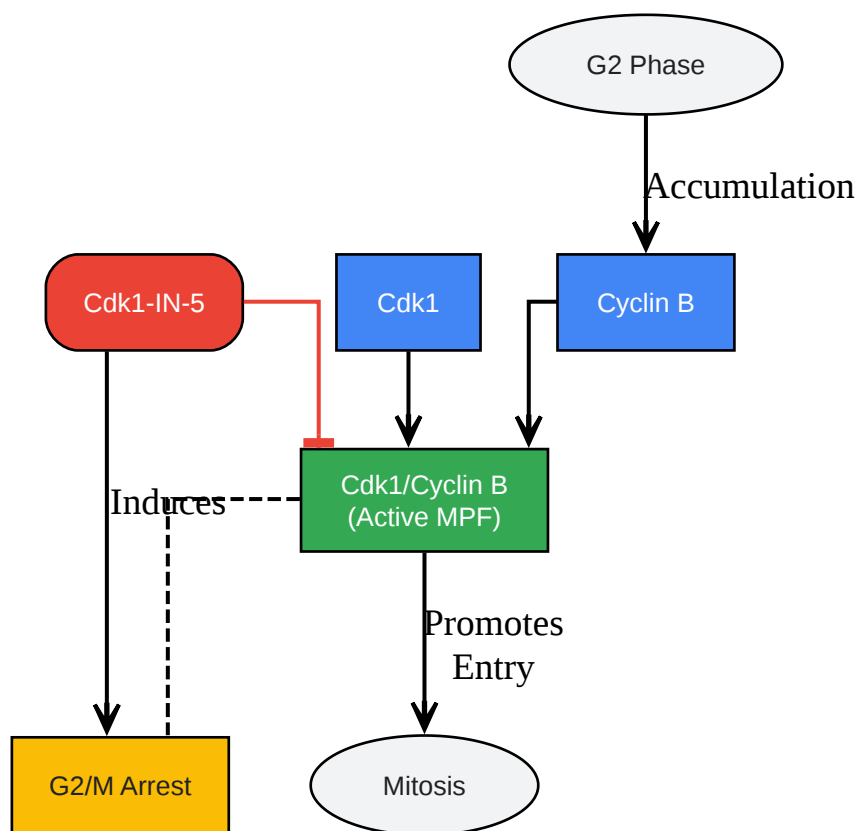 G2 Phase
Accumulation
Cdk1-IN-5
Cdk1
Cyclin B
Cdk1/Cyclin B
(Active MPF)
Induces
Promotes
Entry
G2/M Arrest
Mitosis